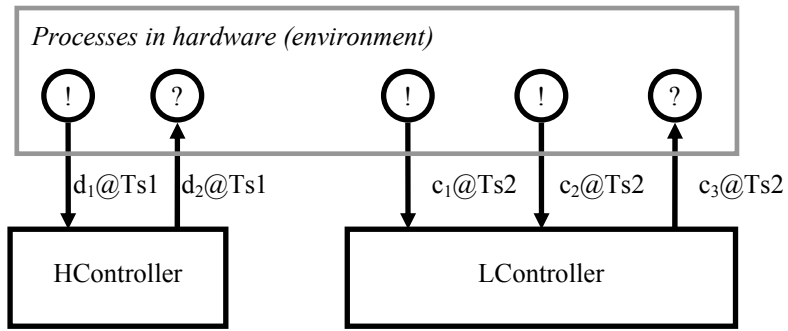 Processes in hardware (environment)
! ? ! ! ?
d₁@Ts1 d₂@Ts1 c₁@Ts2 c₂@Ts2 c₃@Ts2
HController LController